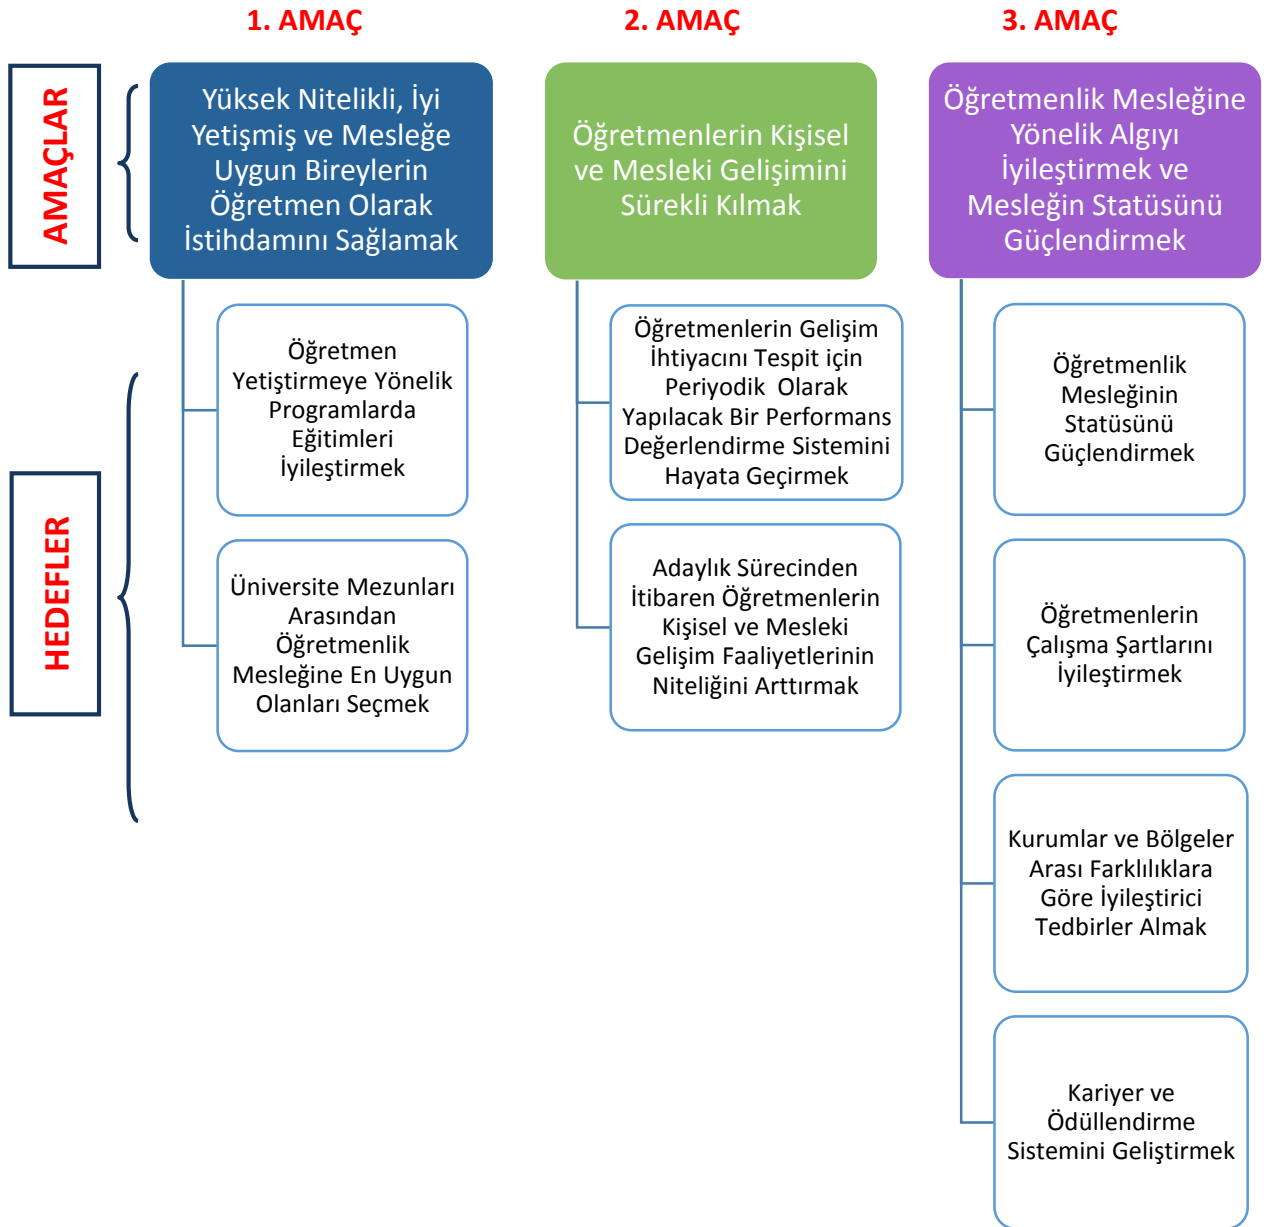 1. AMAÇ
2. AMAÇ
3. AMAÇ
AMAÇLAR
Yüksek Nitelikli, İyi
Yetişmiş ve Mesleğe
Uygun Bireylerin
Öğretmen Olarak
İstihdamını Sağlamak
Öğretmenlerin Kişisel
ve Mesleki Gelişimini
Sürekli Kılmak
Öğretmenlik Mesleğine
Yönelik Algıyı
İyileştirmek ve
Mesleğin Statüsünü
Güçlendirmek
HEDEFLER
Öğretmen
Yetiştirmeye Yönelik
Programlarda
Eğitimleri
İyileştirmek
Üniversite Mezunları
Arasından
Öğretmenlik
Mesleğine En Uygun
Olanları Seçmek
Öğretmenlerin Gelişim
İhtiyacını Tespit için
Periyodik Olarak
Yapılacak Bir Performans
Değerlendirme Sistemini
Hayata Geçirmek
Adaylık Sürecinden
İtibaren Öğretmenlerin
Kişisel ve Mesleki
Gelişim Faaliyetlerinin
Niteliğini Arttırmak
Öğretmenlik
Mesleğinin
Statüsünü
Güçlendirmek
Öğretmenlerin
Çalışma Şartlarını
İyileştirmek
Kurumlar ve Bölgeler
Arası Farklılıklara
Göre İyileştirici
Tedbirler Almak
Kariyer ve
Ödüllendirme
Sistemini Geliştirmek